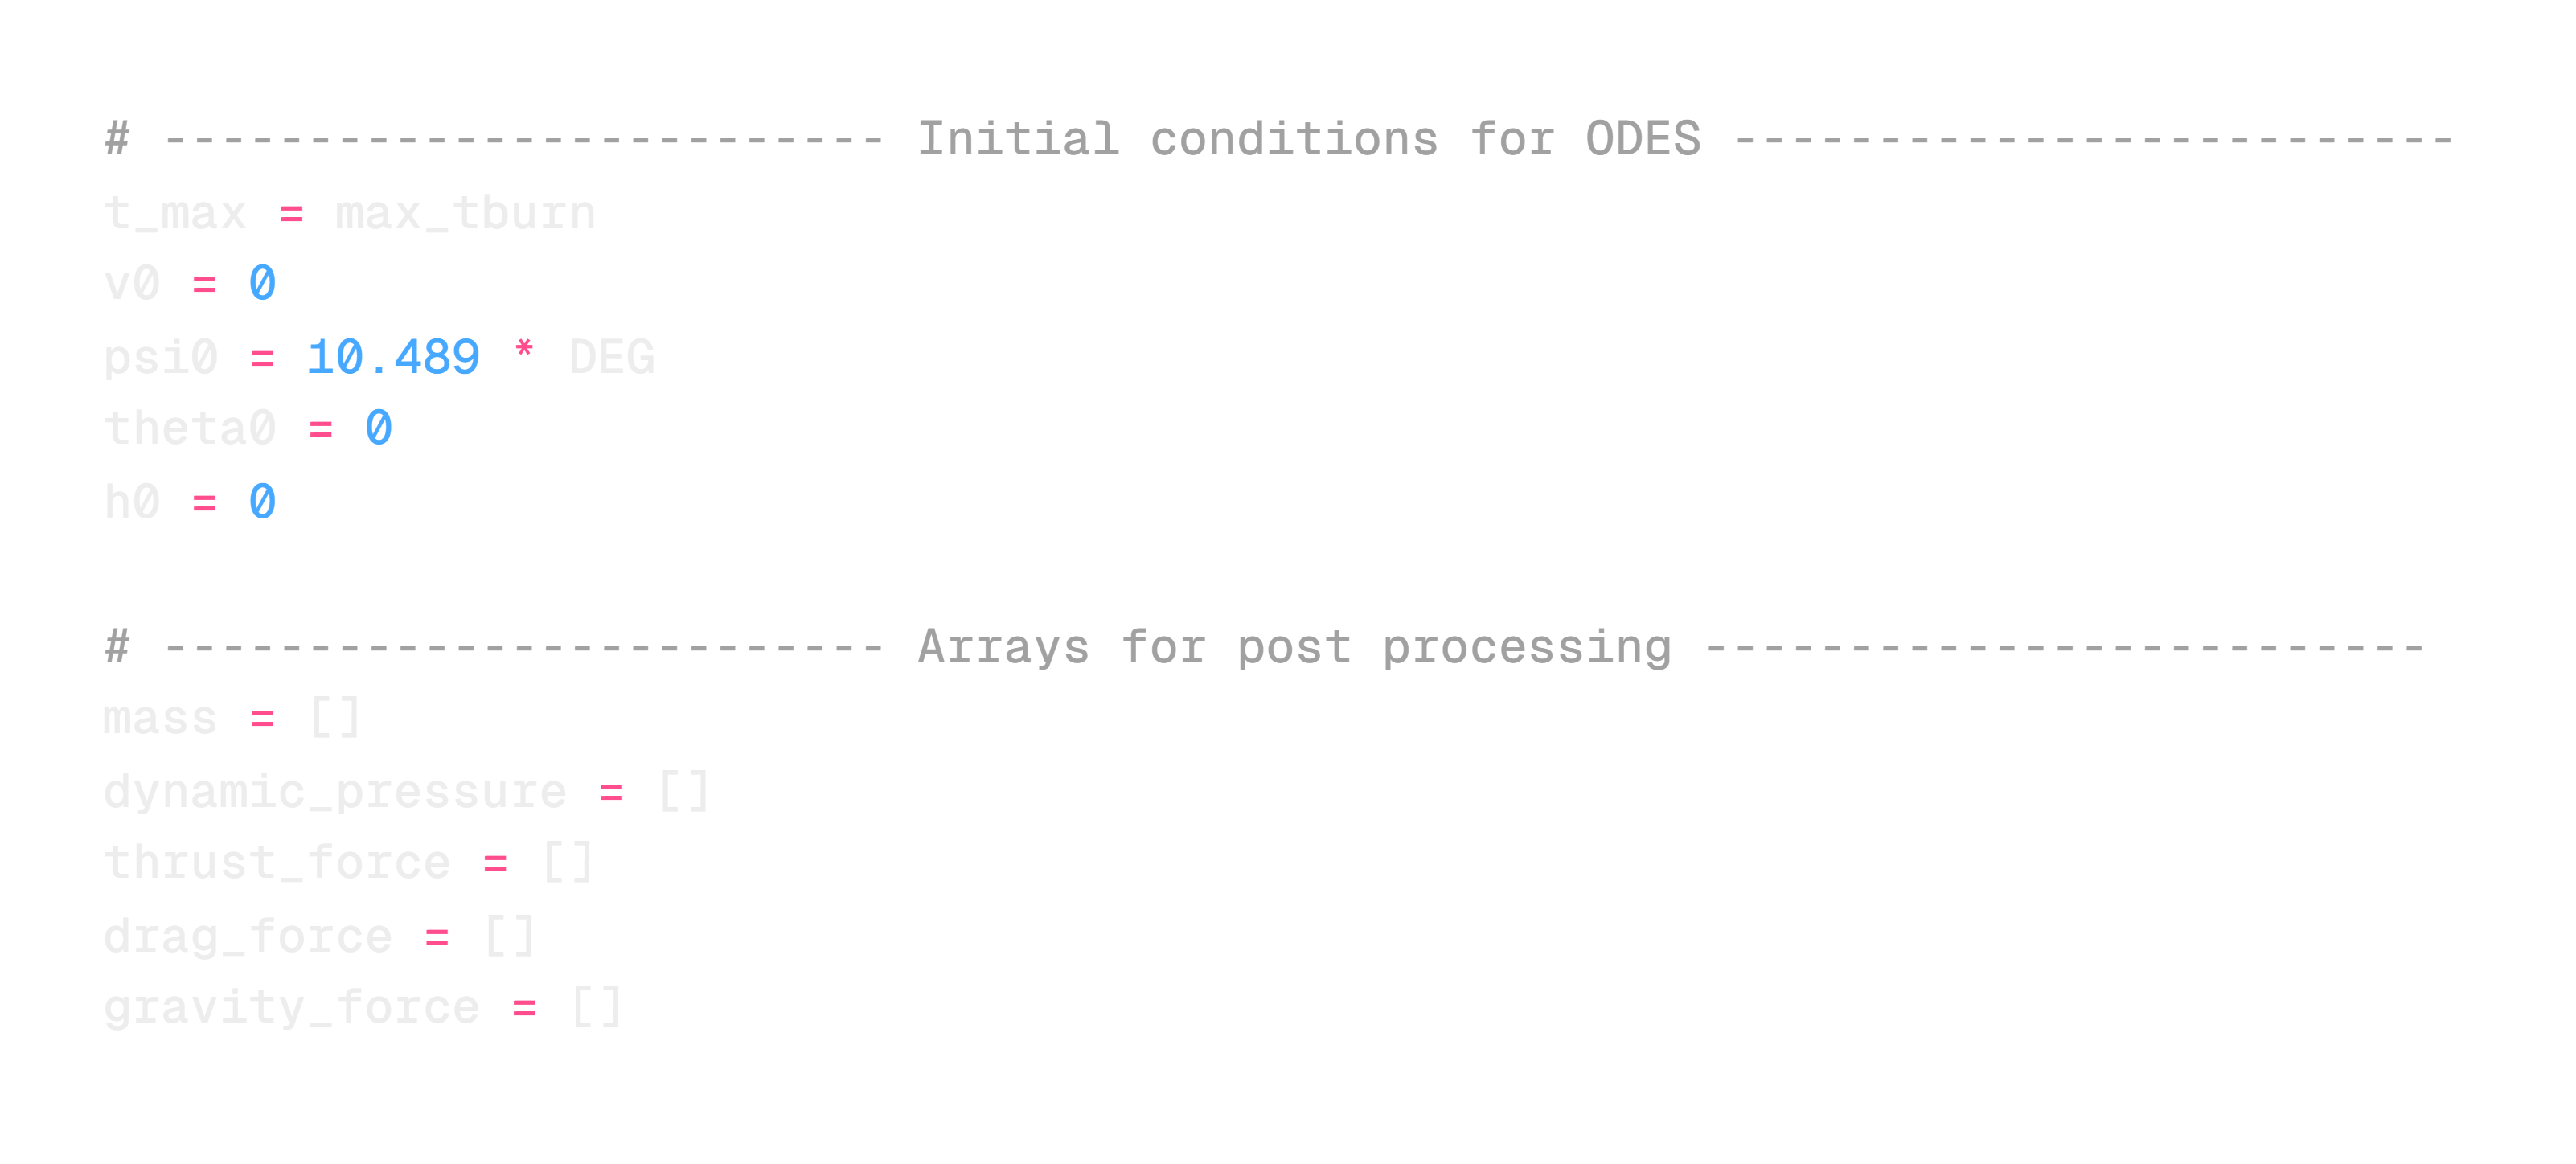 # ------------------------- Initial conditions for ODES -------------------------
t_max = max_tburn
v0 = 0
psi0 = 10.489 * DEG
theta0 = 0
h0 = 0
# ------------------------- Arrays for post processing -------------------------
mass = []
dynamic_pressure = []
thrust_force = []
drag_force = []
gravity_force = []